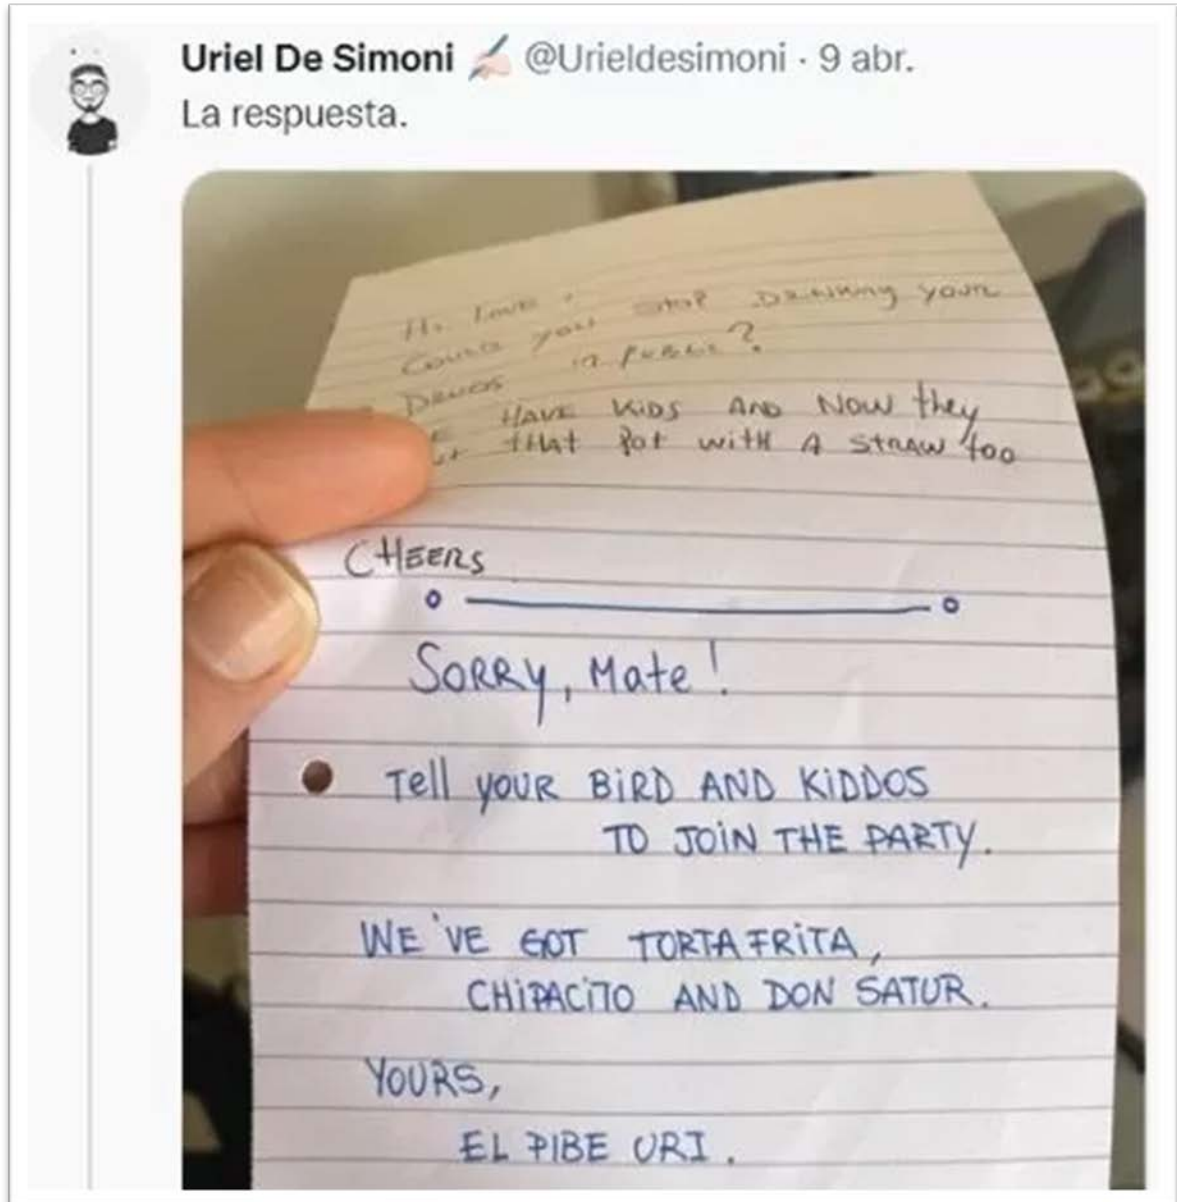 Uriel De Simoni @Urieldesimoni · 9 abr.
La respuesta.
Hi Love,
Could you stop Drinking your
Drugs in public?
HAVE KIDS AND NOW they
that Pot with A Straw too
CHEERS
SORRY, Mate!
Tell YOUR BIRD AND KIDDOS
TO JOIN THE PARTY.
WE'VE GOT TORTA FRITA,
CHIPACITO AND DON SATUR.
YOURS,
EL PIBE URI.